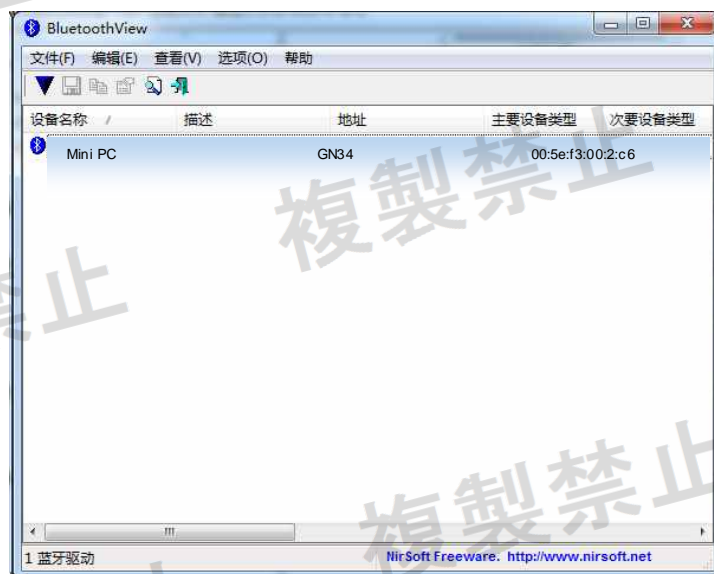 BluetoothView
文件(F) 编辑(E) 查看(V) 选项(O) 帮助
设备名称 / 描述 地址 主要设备类型 次要设备类型
Mini PC GN34 00:5e:f3:00:2:c6
複製禁止
禁止
複製禁止
1 蓝牙驱动 NirSoft Freeware. http://www.nirsoft.net